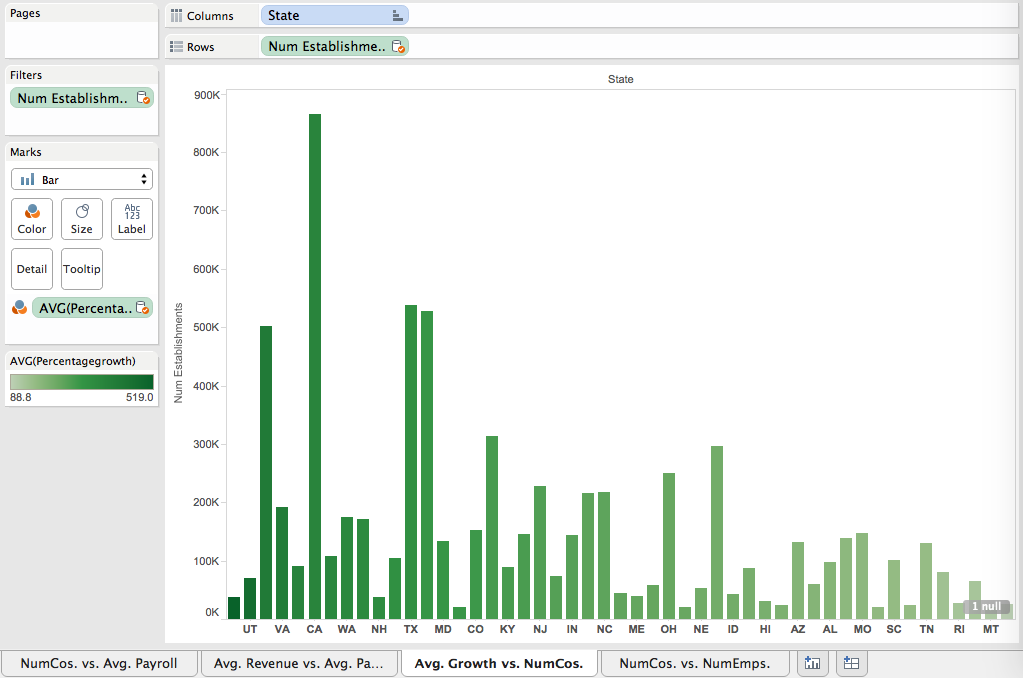 Pages
Columns
State
Rows
Num Establishme..
Filters
Num Establishm..
Marks
Bar
Color
Size
Abc
123
Label
Detail
Tooltip
AVG(Percenta..
AVG(Percentagegrowth)
88.8
519.0
State
Num Establishments
900K
800K
700K
600K
500K
400K
300K
200K
100K
0K
1 null
UT VA CA WA NH TX MD CO KY NJ IN NC ME OH NE ID HI AZ AL MO SC TN RI MT
NumCos. vs. Avg. Payroll
Avg. Revenue vs. Avg. Pa...
Avg. Growth vs. NumCos.
NumCos. vs. NumEmps.